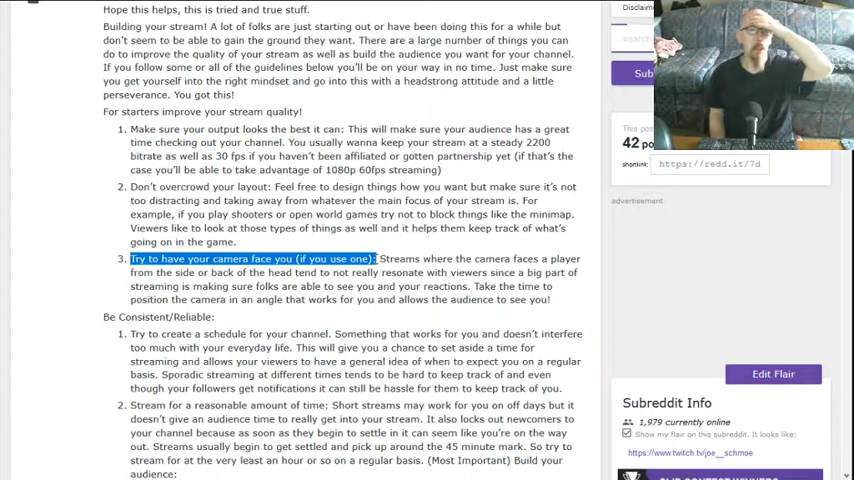 Hope this helps, this is tried and true stuff.
Building your stream! A lot of folks are just starting out or have been doing this for a while but
don't seem to be able to gain the ground they want. There are a large number of things you can
do to improve the quality of your stream as well as build the audience you want for your channel.
If you follow some or all of the guidelines below you'll be on your way in no time. Just make sure
you get yourself into the right mindset and go into this with a headstrong attitude and a little
perseverance. You got this!
For starters improve your stream quality!
1. Make sure your output looks the best it can: This will make sure your audience has a great
time checking out your channel. You usually wanna keep your stream at a steady 2200
bitrate as well as 30 fps if you haven't been affiliated or gotten partnership yet (if that's the
case you'll be able to take advantage of 1080p 60fps streaming)
2. Don't overcrowd your layout: Feel free to design things how you want but make sure it's not
too distracting and taking away from whatever the main focus of your stream is. For
example, if you play shooters or open world games try not to block things like the minimap.
Viewers like to look at those types of things as well and it helps them keep track of what's
going on in the game.
3. Try to have your camera face you (if you use one): Streams where the camera faces a player
from the side or back of the head tend to not really resonate with viewers since a big part of
streaming is making sure folks are able to see you and your reactions. Take the time to
position the camera in an angle that works for you and allows the audience to see you!
Be Consistent/Reliable:
1. Try to create a schedule for your channel. Something that works for you and doesn't interfere
too much with your everyday life. This will give you a chance to set aside a time for
streaming and allows your viewers to have a general idea of when to expect you on a regular
basis. Sporadic streaming at different times tends to be hard to keep track of and even
though your followers get notifications it can still be hassle for them to keep track of you.
2. Stream for a reasonable amount of time: Short streams may work for you on off days but it
doesn't give an audience time to really get into your stream. It also locks out newcomers to
your channel because as soon as they begin to settle in it can seem like you're on the way
out. Streams usually begin to get settled and pick up around the 45 minute mark. So try to
stream for at the very least an hour or so on a regular basis. (Most Important) Build your
audience:
Disclaime
search
Sub
This po
42 po
shortlink: https://redd.it/7d
advertisement
Edit Flair
Subreddit Info
1,979 currently online
Show my flair on this subreddit. It looks like:
https://www.twitch.tv/joe__schmoe